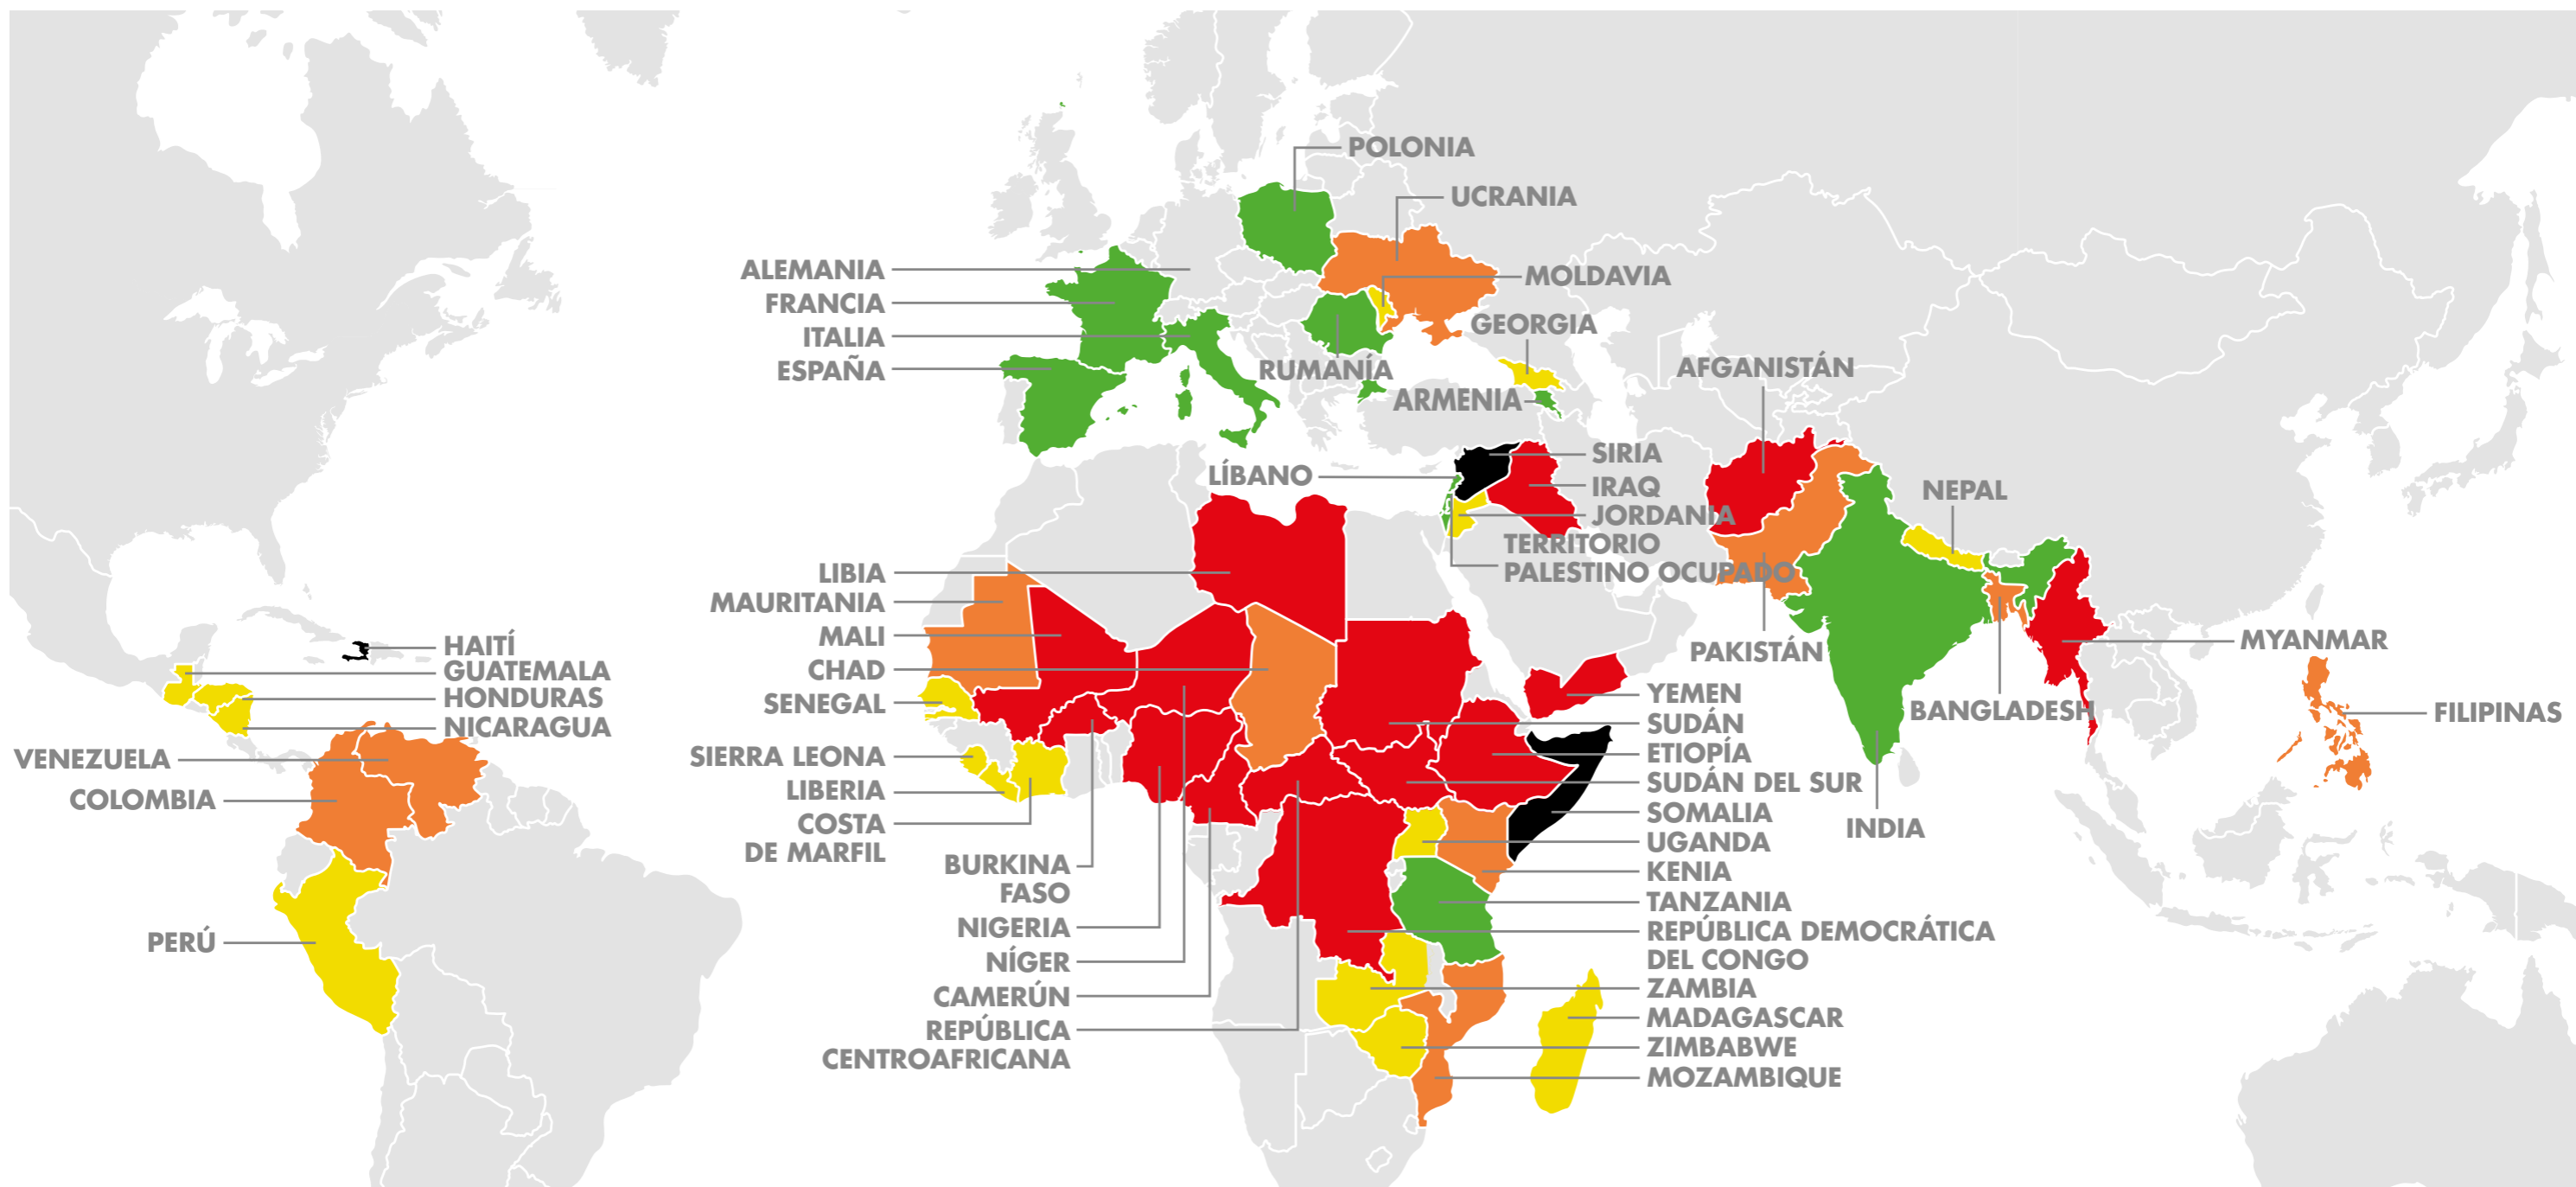 POLONIA
UCRANIA
ALEMANIA
MOLDAVIA
FRANCIA
GEORGIA
ITALIA
ESPAÑA
RUMANÍA
AFGANISTÁN
ARMENIA
SIRIA
LÍBANO
IRAQ
NEPAL
JORDANIA
TERRITORIO
PALESTINO OCUPADO
LIBIA
MAURITANIA
MALI
MYANMAR
HAITÍ
PAKISTÁN
CHAD
GUATEMALA
YEMEN
HONDURAS
SENEGAL
BANGLADESH
FILIPINAS
SUDÁN
NICARAGUA
ETIOPÍA
SIERRA LEONA
VENEZUELA
SUDÁN DEL SUR
LIBERIA
COLOMBIA
SOMALIA
COSTA
DE MARFIL
INDIA
UGANDA
BURKINA
FASO
KENIA
TANZANIA
NIGERIA
REPÚBLICA DEMOCRÁTICA
DEL CONGO
PERÚ
NÍGER
ZAMBIA
CAMERÚN
MADAGASCAR
REPÚBLICA
CENTROAFRICANA
ZIMBABWE
MOZAMBIQUE